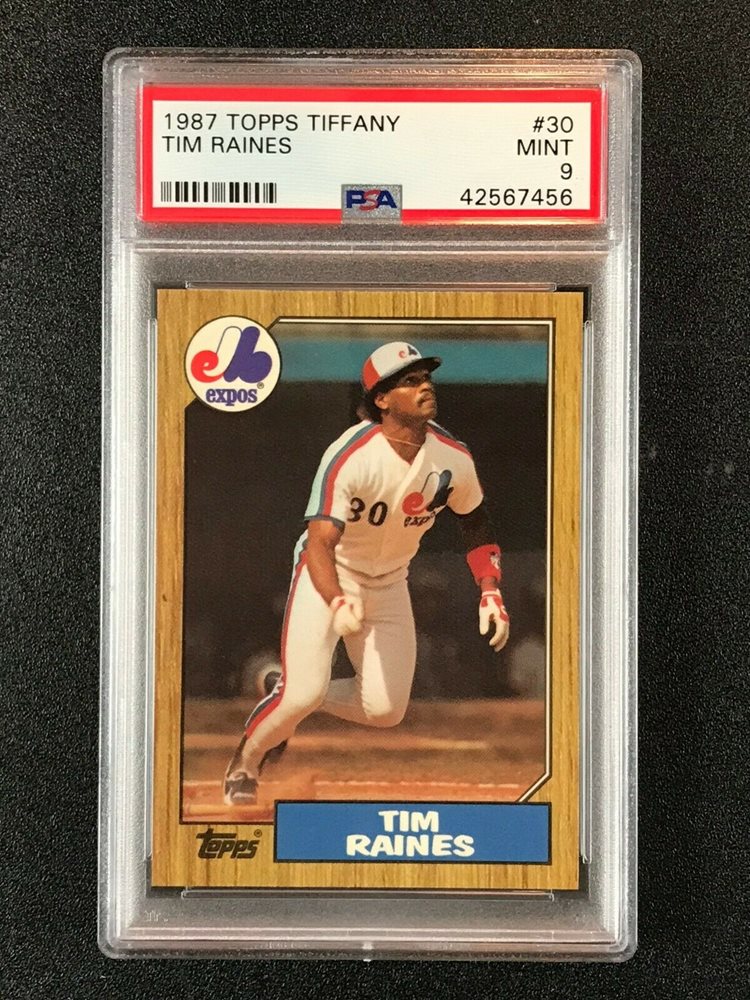 1987 TOPPS TIFFANY #30
TIM RAINES MINT
9
PSA 42567456
expos®
30
expos
Topps®
TIM
RAINES